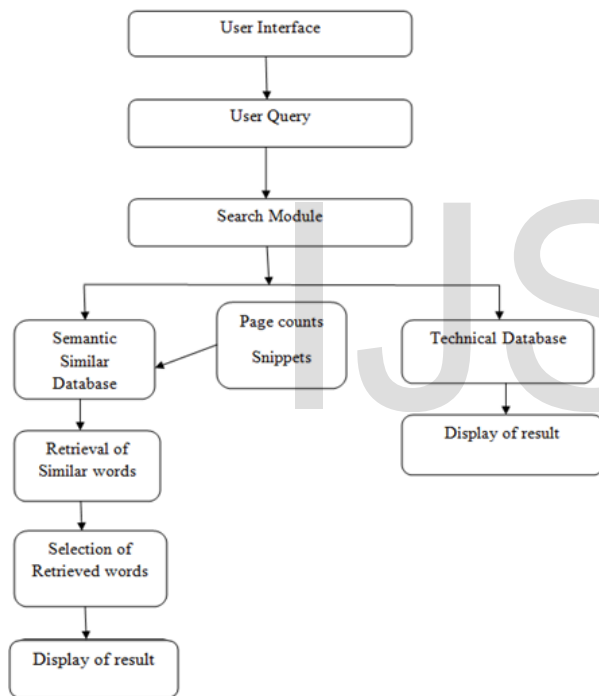 User Interface
User Query
Search Module
Semantic
Similar
Database
Page counts
Snippets
Technical Database
Retrieval of
Similar words
Display of result
Selection of
Retrieved words
Display of result
IJS